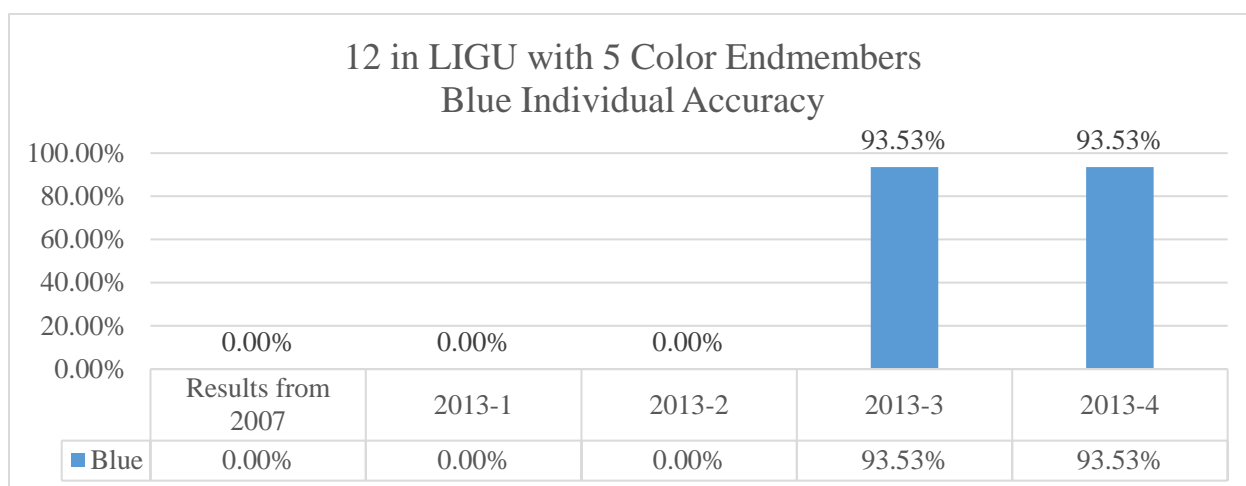 12 in LIGU with 5 Color Endmembers
Blue Individual Accuracy
93.53% 93.53%
100.00%
80.00%
60.00%
40.00%
20.00%
0.00% 0.00% 0.00%
0.00%
Results from
2007
2013-1 2013-2 2013-3 2013-4
Blue 0.00% 0.00% 0.00% 93.53% 93.53%